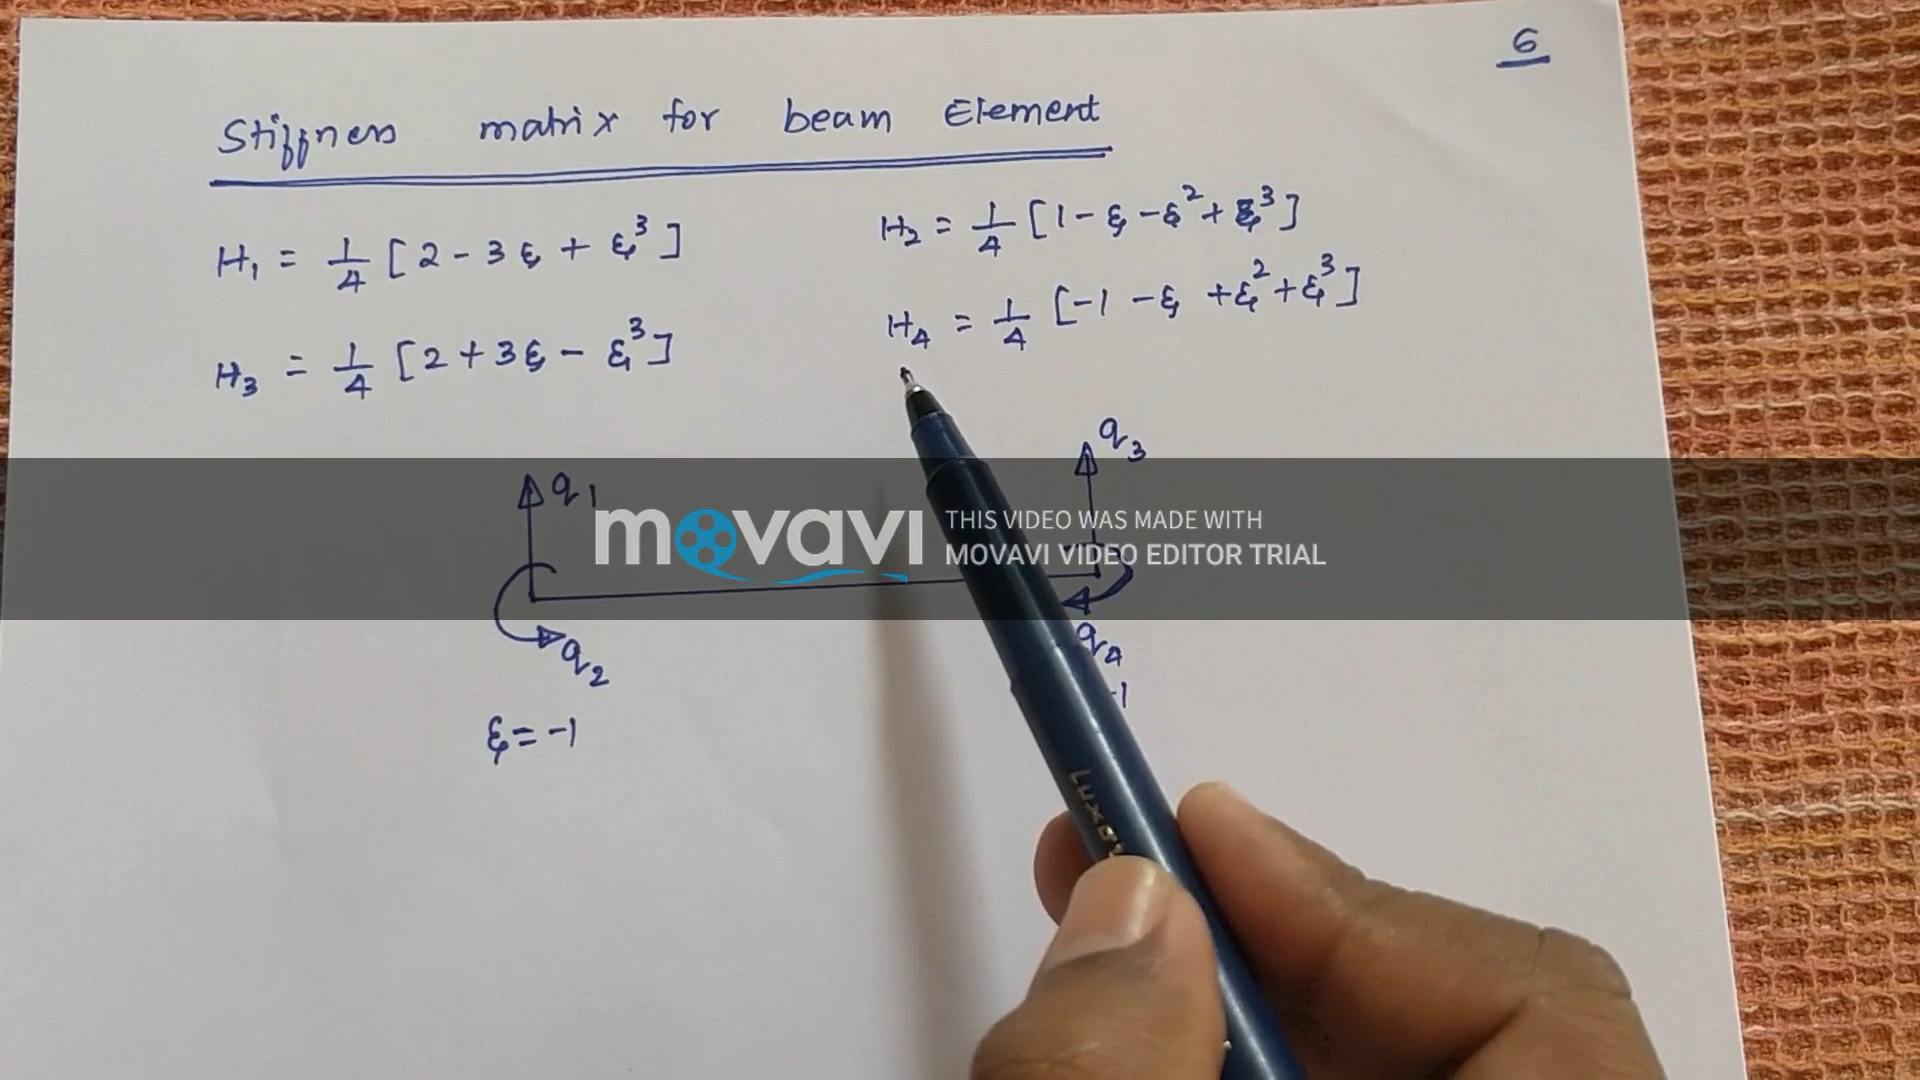 6
Stiffness matrix for beam Element
H₁ = 1/4 [2 - 3ξ + ξ³]
H₂ = 1/4 [1 - ξ - ξ² + ξ³]
H₃ = 1/4 [2 + 3ξ - ξ³]
H₄ = 1/4 [-1 - ξ + ξ² + ξ³]
q₁
q₃
movavi
THIS VIDEO WAS MADE WITH
MOVAVI VIDEO EDITOR TRIAL
q₂
q₄
ξ = -1